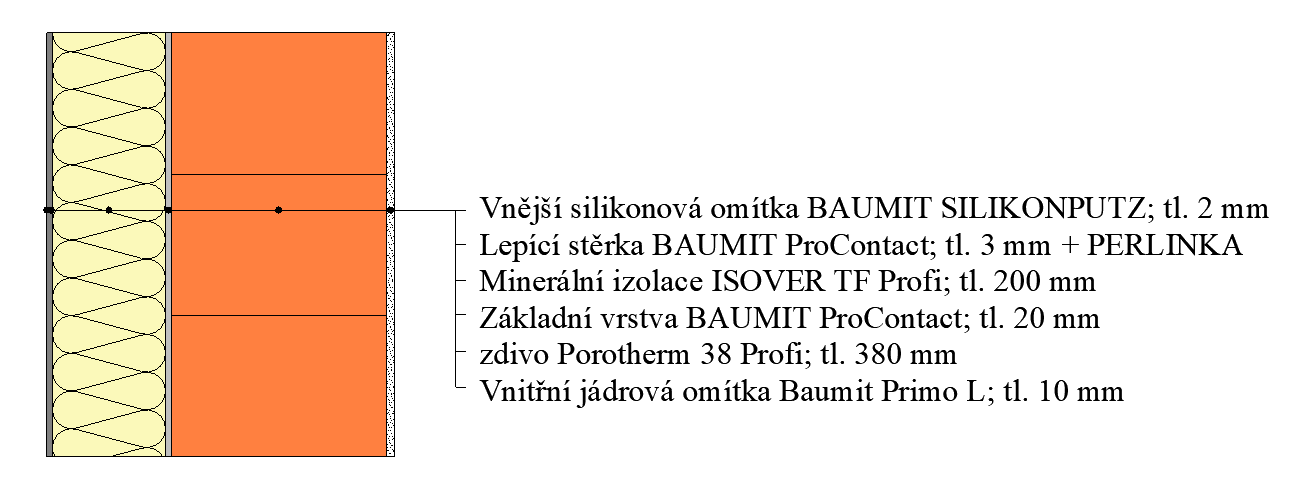 Vnější silikonová omítka BAUMIT SILIKONPUTZ; tl. 2 mm
Lepící stěrka BAUMIT ProContact; tl. 3 mm + PERLINKA
Minerální izolace ISOVER TF Profi; tl. 200 mm
Základní vrstva BAUMIT ProContact; tl. 20 mm
zdivo Porotherm 38 Profi; tl. 380 mm
Vnitřní jádrová omítka Baumit Primo L; tl. 10 mm